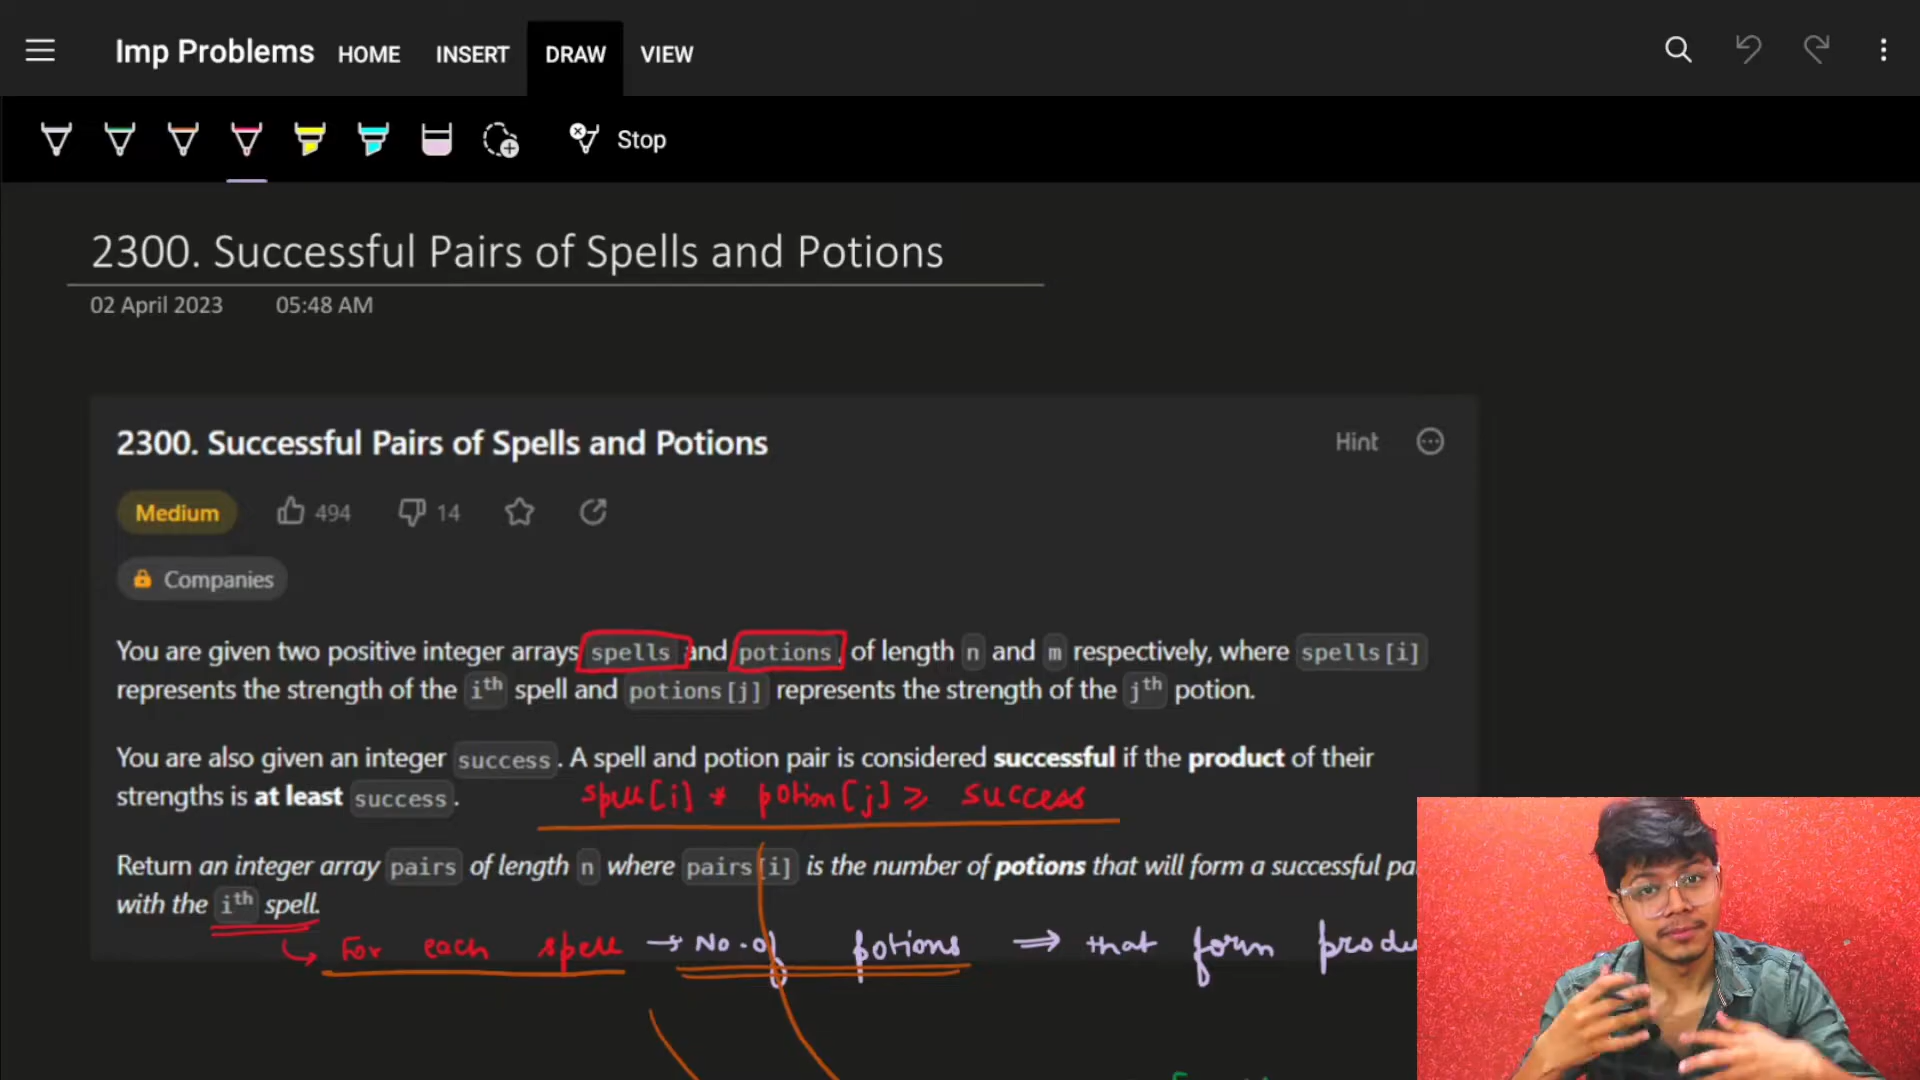 Imp Problems HOME INSERT DRAW VIEW
Stop
2300. Successful Pairs of Spells and Potions
02 April 2023 05:48 AM
2300. Successful Pairs of Spells and Potions Hint
Medium 494 14
Companies
You are given two positive integer arrays spells and potions, of length n and m respectively, where spells[i]
represents the strength of the ith spell and potions[j] represents the strength of the jth potion.
You are also given an integer success. A spell and potion pair is considered successful if the product of their
strengths is at least success.
spell[i] * potion[j] >= success
Return an integer array pairs of length n where pairs[i] is the number of potions that will form a successful pa
with the ith spell.
↳ For each spell → No. of potions ⇒ that form produ